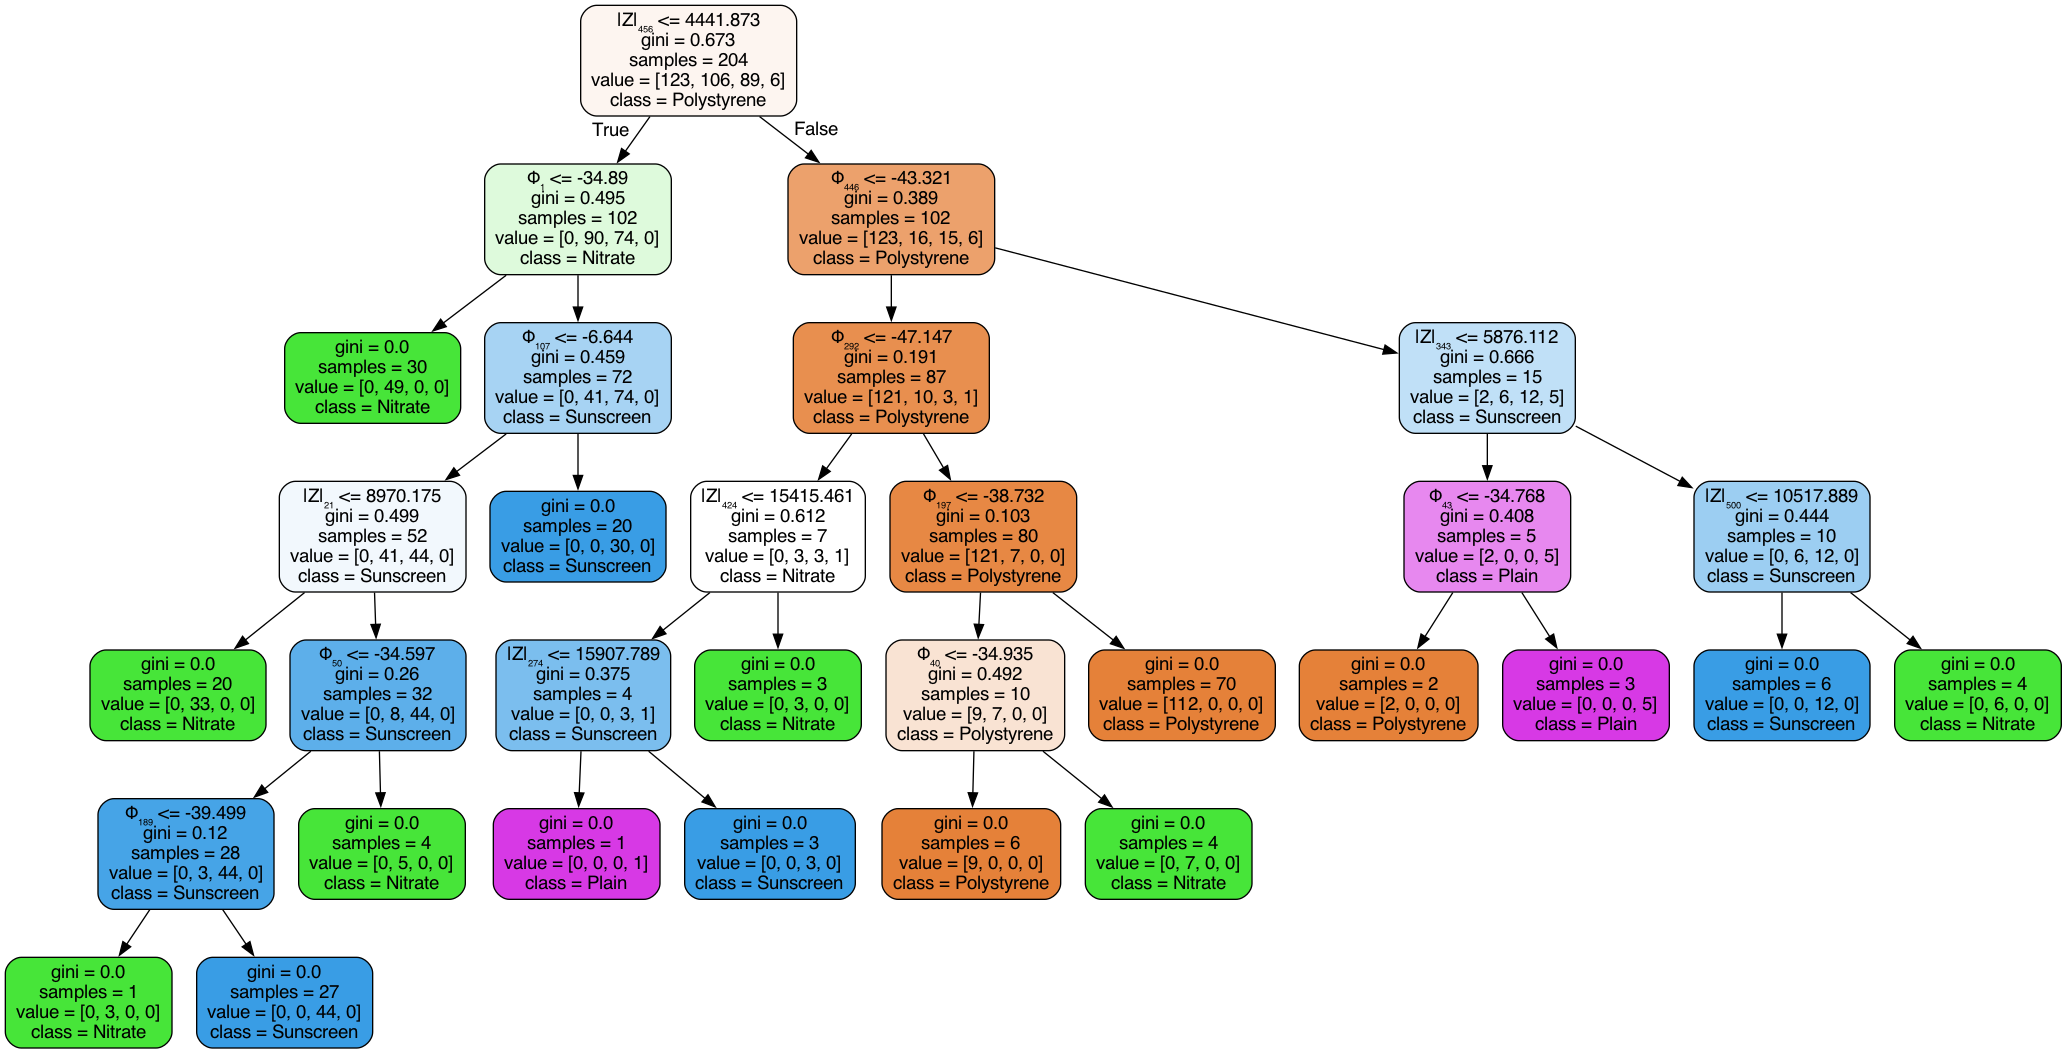 |Z|₄₅₆ <= 4441.873
gini = 0.673
samples = 204
value = [123, 106, 89, 6]
class = Polystyrene
True
False
Φ₁ <= -34.89
gini = 0.495
samples = 102
value = [0, 90, 74, 0]
class = Nitrate
Φ₄₄₆ <= -43.321
gini = 0.389
samples = 102
value = [123, 16, 15, 6]
class = Polystyrene
gini = 0.0
samples = 30
value = [0, 49, 0, 0]
class = Nitrate
Φ₁₀₇ <= -6.644
gini = 0.459
samples = 72
value = [0, 41, 74, 0]
class = Sunscreen
Φ₂₉₂ <= -47.147
gini = 0.191
samples = 87
value = [121, 10, 3, 1]
class = Polystyrene
|Z|₃₄₃ <= 5876.112
gini = 0.666
samples = 15
value = [2, 6, 12, 5]
class = Sunscreen
|Z|₂₁ <= 8970.175
gini = 0.499
samples = 52
value = [0, 41, 44, 0]
class = Sunscreen
gini = 0.0
samples = 20
value = [0, 0, 30, 0]
class = Sunscreen
|Z|₄₂₄ <= 15415.461
gini = 0.612
samples = 7
value = [0, 3, 3, 1]
class = Nitrate
Φ₁₉₇ <= -38.732
gini = 0.103
samples = 80
value = [121, 7, 0, 0]
class = Polystyrene
Φ₄₃ <= -34.768
gini = 0.408
samples = 5
value = [2, 0, 0, 5]
class = Plain
|Z|₅₀₀ <= 10517.889
gini = 0.444
samples = 10
value = [0, 6, 12, 0]
class = Sunscreen
gini = 0.0
samples = 20
value = [0, 33, 0, 0]
class = Nitrate
Φ₅₀ <= -34.597
gini = 0.26
samples = 32
value = [0, 8, 44, 0]
class = Sunscreen
|Z|₂₇₄ <= 15907.789
gini = 0.375
samples = 4
value = [0, 0, 3, 1]
class = Sunscreen
gini = 0.0
samples = 3
value = [0, 3, 0, 0]
class = Nitrate
Φ₄₀ <= -34.935
gini = 0.492
samples = 10
value = [9, 7, 0, 0]
class = Polystyrene
gini = 0.0
samples = 70
value = [112, 0, 0, 0]
class = Polystyrene
gini = 0.0
samples = 2
value = [2, 0, 0, 0]
class = Polystyrene
gini = 0.0
samples = 3
value = [0, 0, 0, 5]
class = Plain
gini = 0.0
samples = 6
value = [0, 0, 12, 0]
class = Sunscreen
gini = 0.0
samples = 4
value = [0, 6, 0, 0]
class = Nitrate
Φ₁₈₉ <= -39.499
gini = 0.12
samples = 28
value = [0, 3, 44, 0]
class = Sunscreen
gini = 0.0
samples = 4
value = [0, 5, 0, 0]
class = Nitrate
gini = 0.0
samples = 1
value = [0, 0, 0, 1]
class = Plain
gini = 0.0
samples = 3
value = [0, 0, 3, 0]
class = Sunscreen
gini = 0.0
samples = 6
value = [9, 0, 0, 0]
class = Polystyrene
gini = 0.0
samples = 4
value = [0, 7, 0, 0]
class = Nitrate
gini = 0.0
samples = 1
value = [0, 3, 0, 0]
class = Nitrate
gini = 0.0
samples = 27
value = [0, 0, 44, 0]
class = Sunscreen